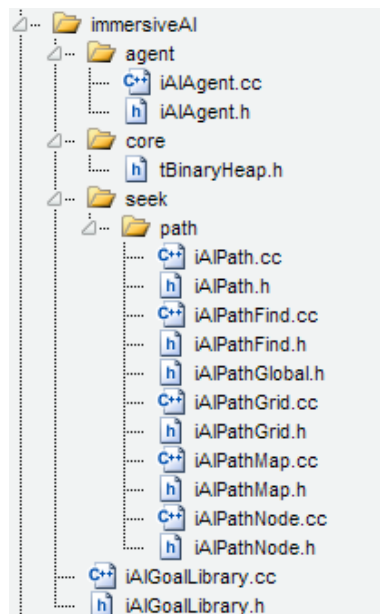 immersiveAI
agent
C++ iAIAgent.cc
h iAIAgent.h
core
h tBinaryHeap.h
seek
path
C++ iAIPath.cc
h iAIPath.h
C++ iAIPathFind.cc
h iAIPathFind.h
h iAIPathGlobal.h
C++ iAIPathGrid.cc
h iAIPathGrid.h
C++ iAIPathMap.cc
h iAIPathMap.h
C++ iAIPathNode.cc
h iAIPathNode.h
C++ iAIGoalLibrary.cc
h iAIGoalLibrary.h